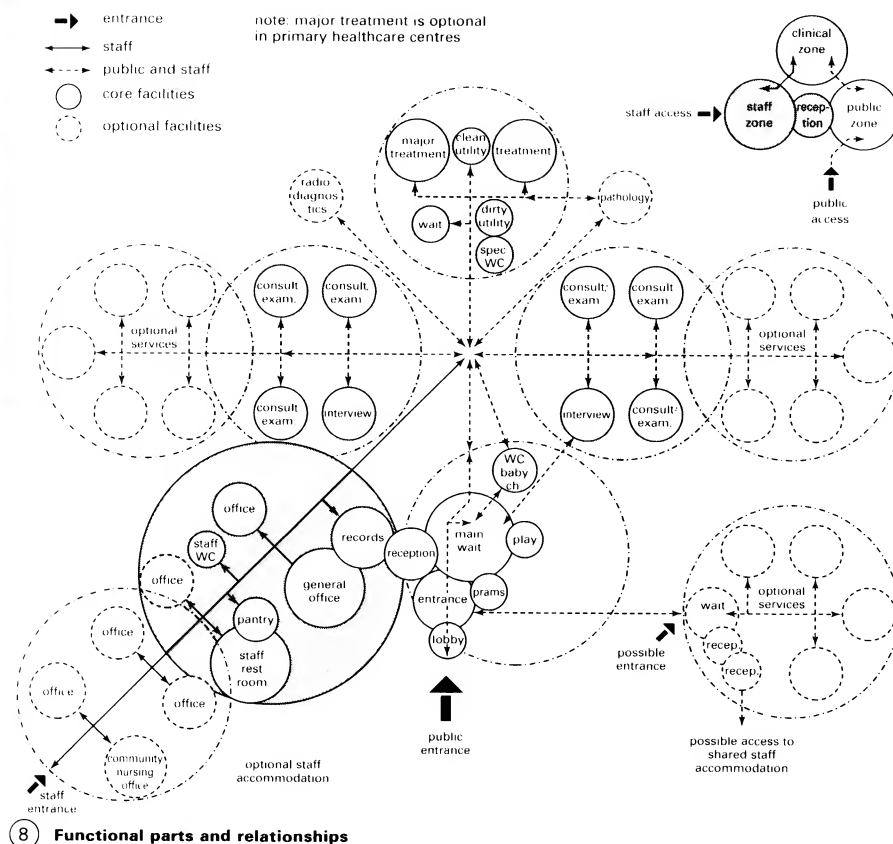 entrance
staff
public and staff
core facilities
optional facilities
note: major treatment is optional
in primary healthcare centres
clinical
zone
staff access
staff
zone
recep-
tion
public
zone
public
access
major
treatment
clean
utility
treatment
radio
diagnos
tics
pathology
wait
dirty
utility
spec
WC
optional
services
consult
exam.
consult,
exam.
consult
exam.
interview
consult/
exam
consult
exam.
interview
consult/
exam.
optional
services
WC
baby
ch
office
staff
WC
records
reception
main
wait
play
general
office
office
pantry
entrance
prams
lobby
staff
rest
room
office
office
office
community
nursing
office
staff
entrance
optional staff
accommodation
public
entrance
possible
entrance
wait
recep.
recep.
optional
services
possible access to
shared staff
accommodation
8 Functional parts and relationships